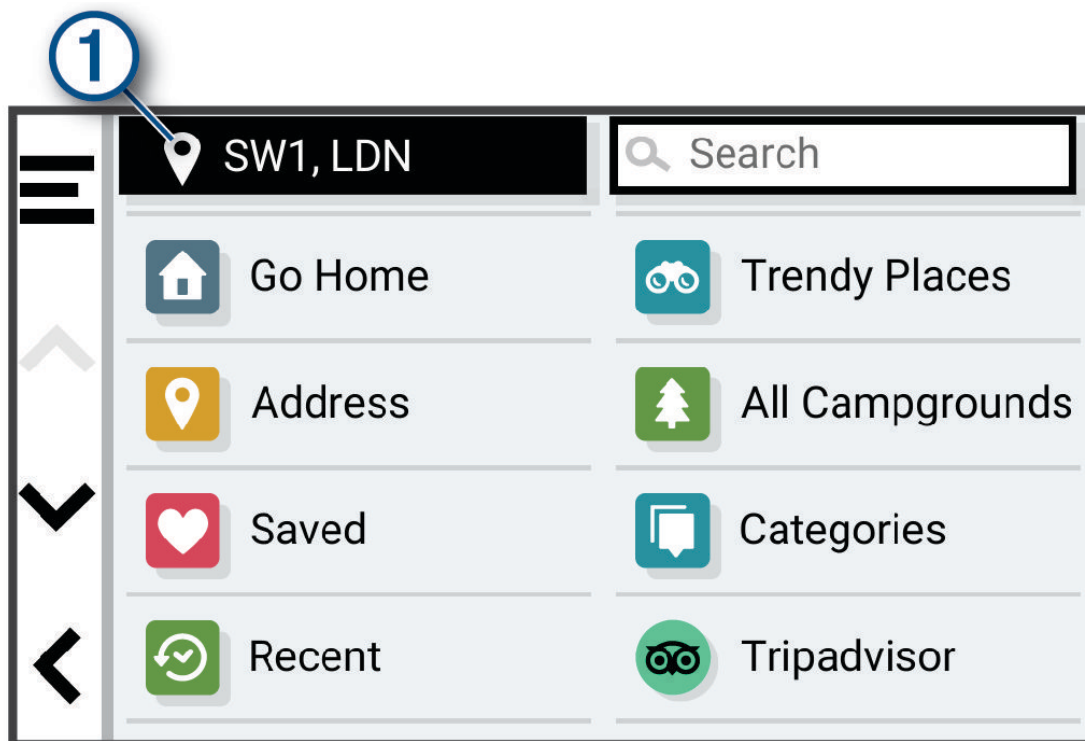 1
SW1, LDN
Search
Go Home
Trendy Places
Address
All Campgrounds
Saved
Categories
Recent
Tripadvisor